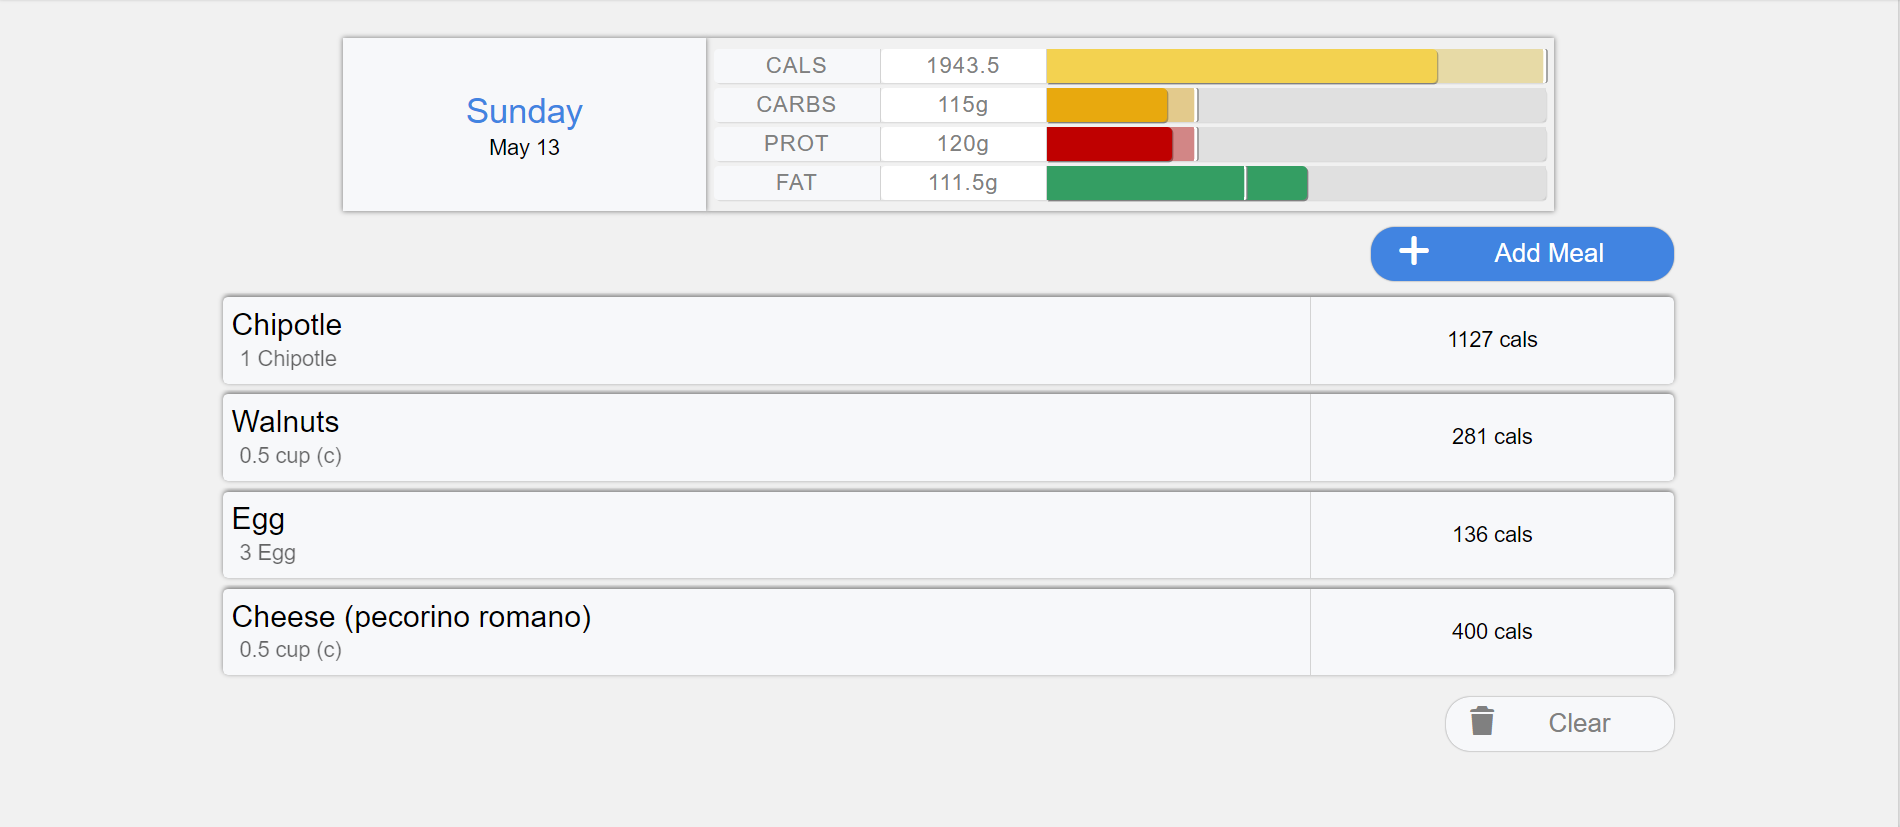 Sunday
May 13
CALS 1943.5
CARBS 115g
PROT 120g
FAT 111.5g
Add Meal
Chipotle
1 Chipotle
1127 cals
Walnuts
0.5 cup (c)
281 cals
Egg
3 Egg
136 cals
Cheese (pecorino romano)
0.5 cup (c)
400 cals
Clear